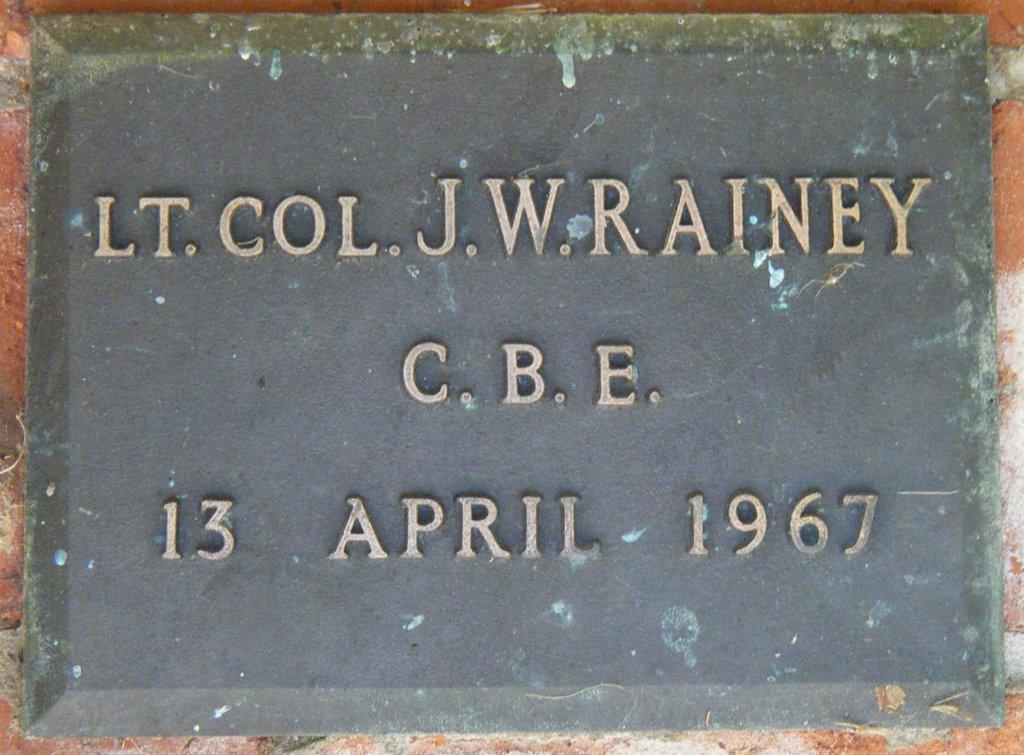 LT. COL. J.W.RAINEY
C. B. E.
13 APRIL 1967